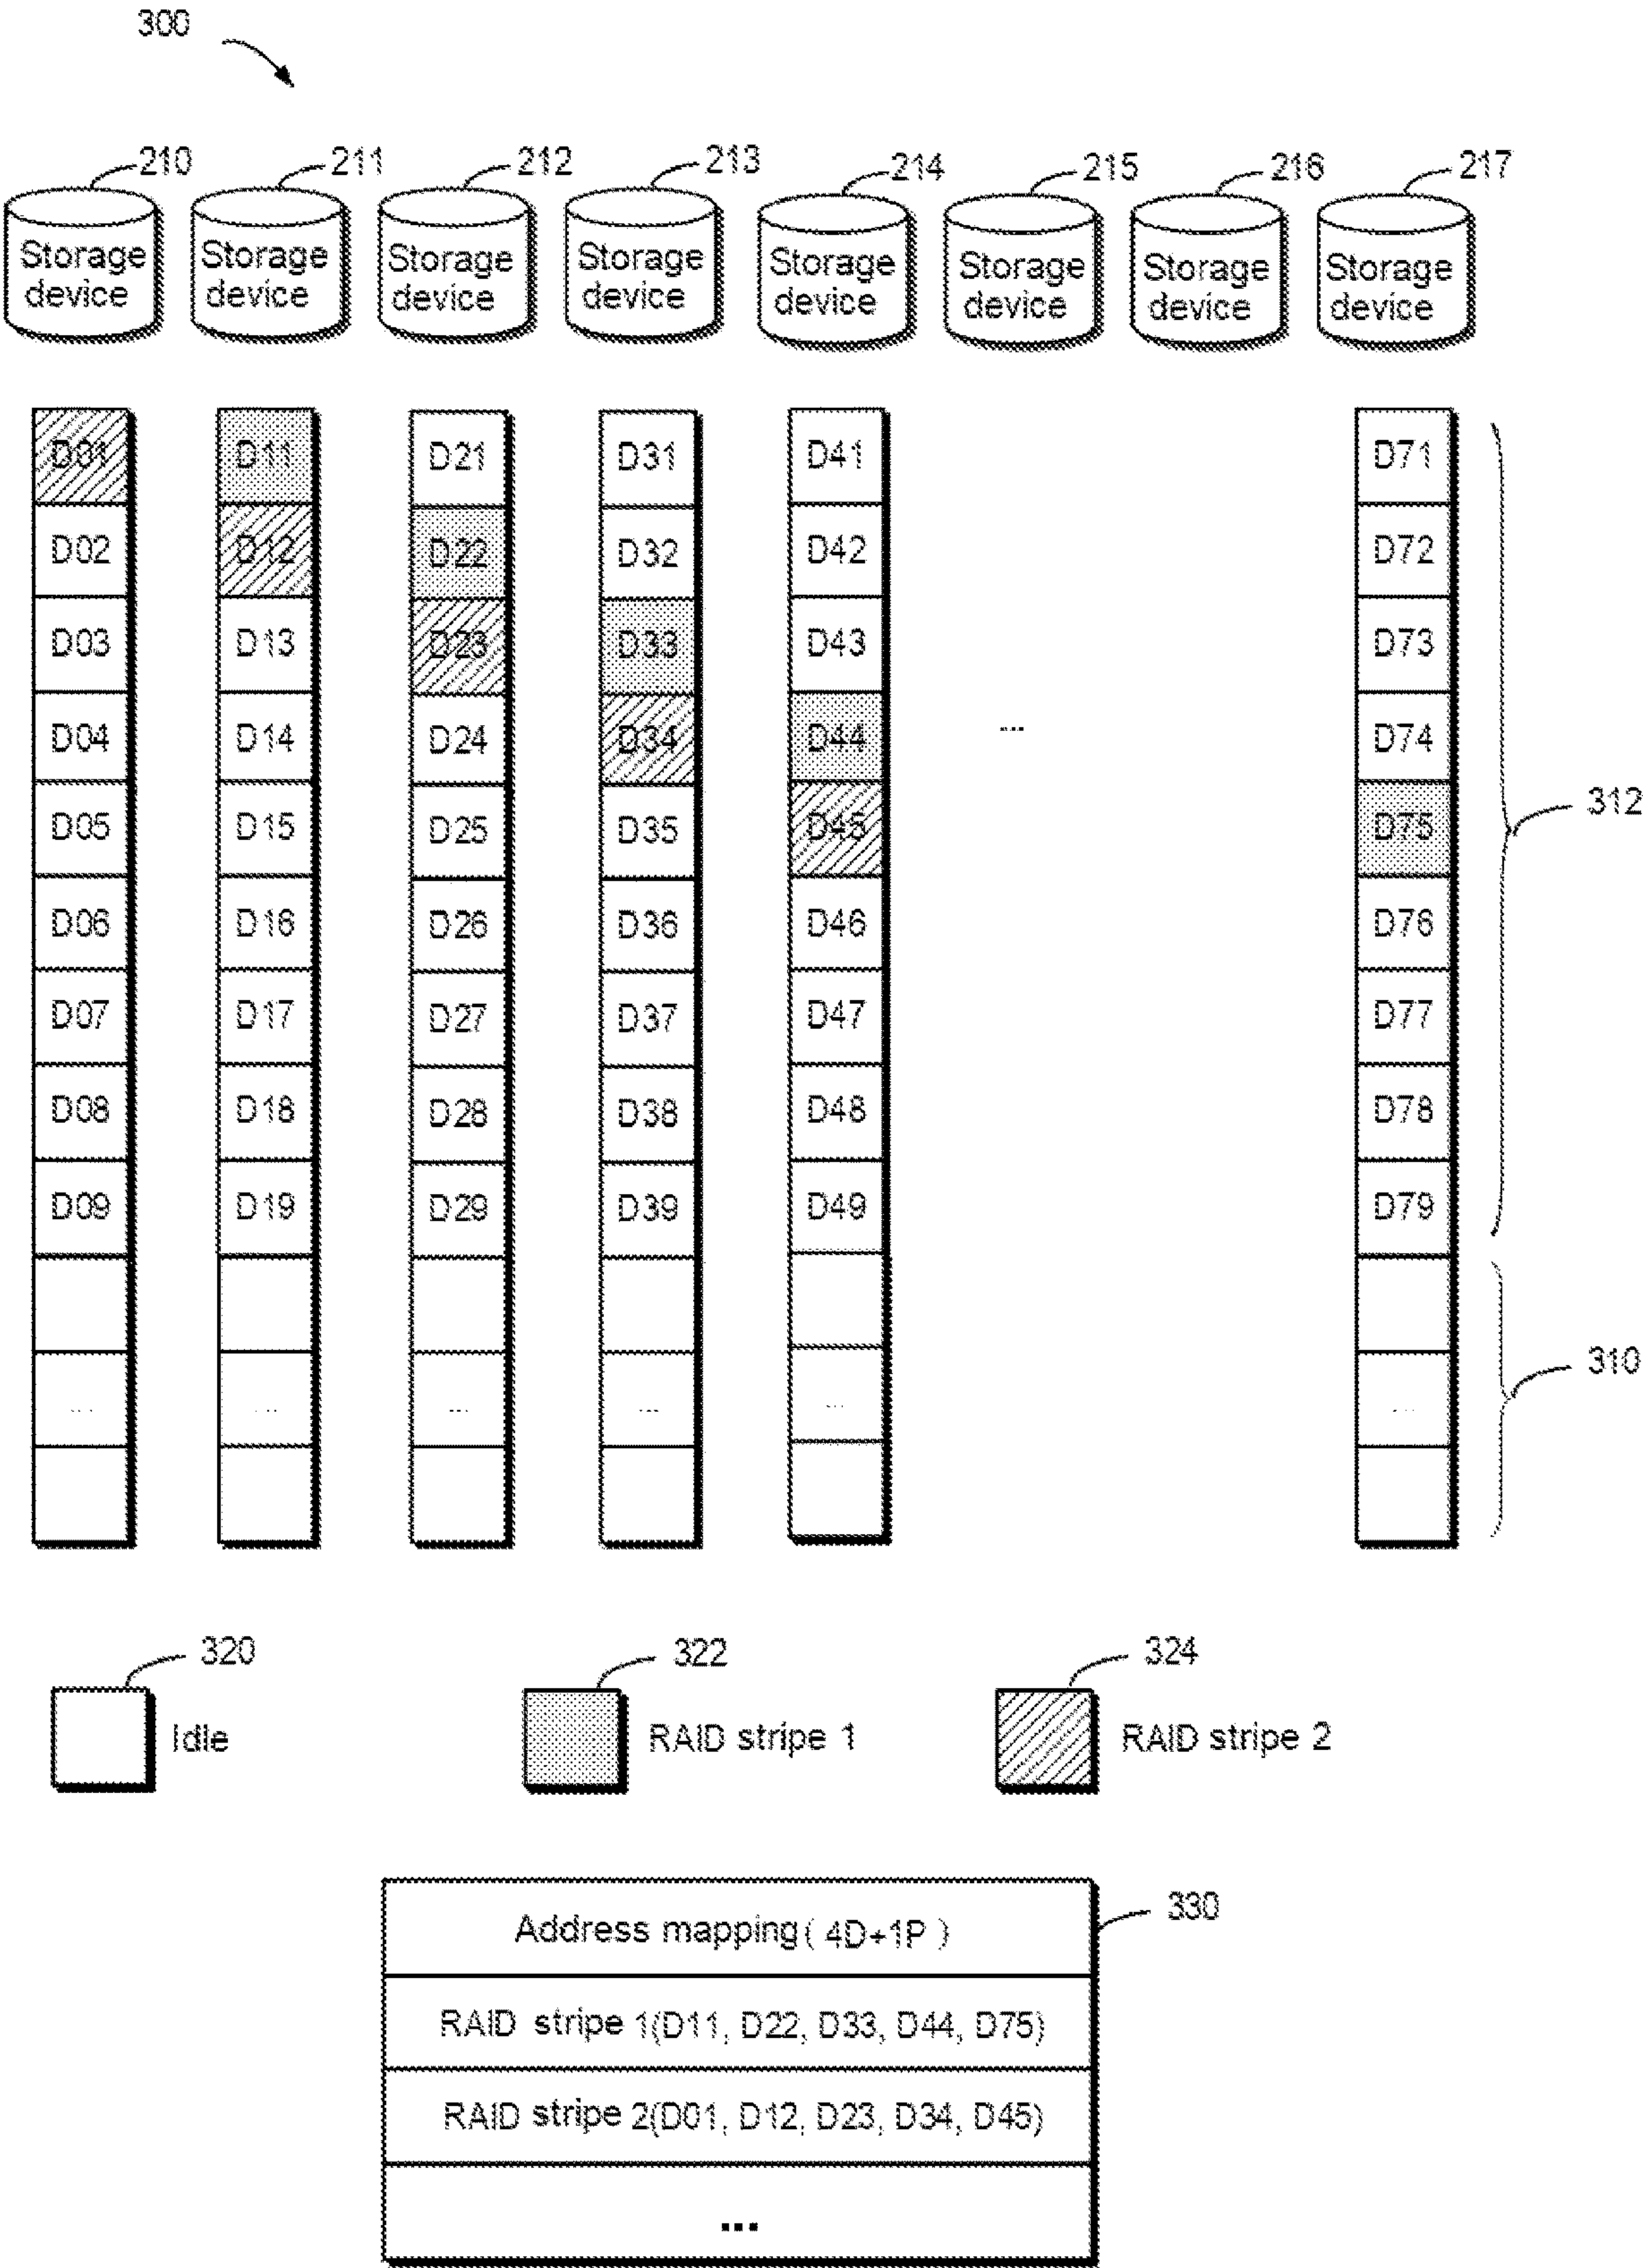 300
210 211 212 213 214 215 216 217
Storage Storage Storage Storage Storage Storage Storage Storage
device device device device device device device device
D01 D11 D21 D31 D41 D71
D02 D12 D22 D32 D42 D72
D03 D13 D23 D33 D43 D73
D04 D14 D24 D34 D44 ... D74
D05 D15 D25 D35 D45 D75
312
D06 D16 D26 D36 D46 D76
D07 D17 D27 D37 D47 D77
D08 D18 D28 D38 D48 D78
D09 D19 D29 D39 D49 D79
310
... ... ... ... ... ...
320 322 324
Idle RAID stripe 1 RAID stripe 2
330
Address mapping ( 4D+1P )
RAID stripe 1(D11, D22, D33, D44, D75)
RAID stripe 2(D01, D12, D23, D34, D45)
...